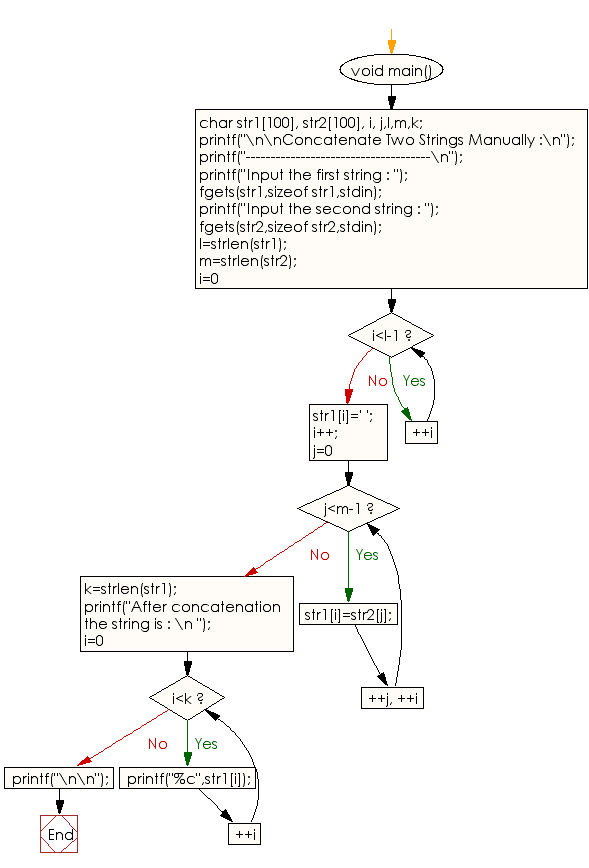 void main()
char str1[100], str2[100], i, j,l,m,k;
printf("\n\nConcatenate Two Strings Manually :\n");
printf("-------------------------------------\n");
printf("Input the first string : ");
fgets(str1,sizeof str1,stdin);
printf("Input the second string : ");
fgets(str2,sizeof str2,stdin);
l=strlen(str1);
m=strlen(str2);
i=0
i<l-1 ?
No
Yes
str1[i]=' ';
i++;
j=0
++i
j<m-1 ?
No
Yes
k=strlen(str1);
printf("After concatenation
the string is : \n ");
i=0
str1[i]=str2[j];
++j, ++i
i<k ?
No
Yes
printf("\n\n");
printf("%c",str1[i]);
End
++i